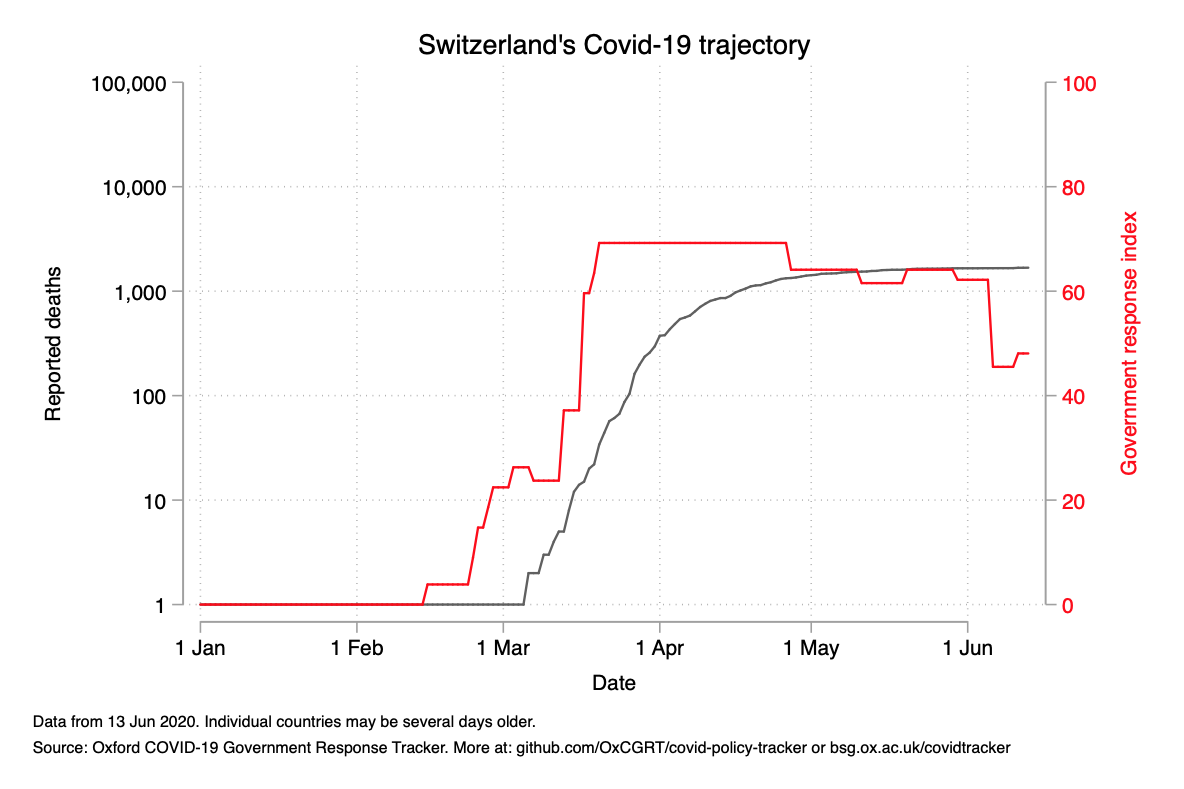 Switzerland's Covid-19 trajectory
100,000
10,000
1,000
100
10
1
Reported deaths
100
80
60
40
20
0
Government response index
1 Jan
1 Feb
1 Mar
1 Apr
1 May
1 Jun
Date
Data from 13 Jun 2020. Individual countries may be several days older.
Source: Oxford COVID-19 Government Response Tracker. More at: github.com/OxCGRT/covid-policy-tracker or bsg.ox.ac.uk/covidtracker